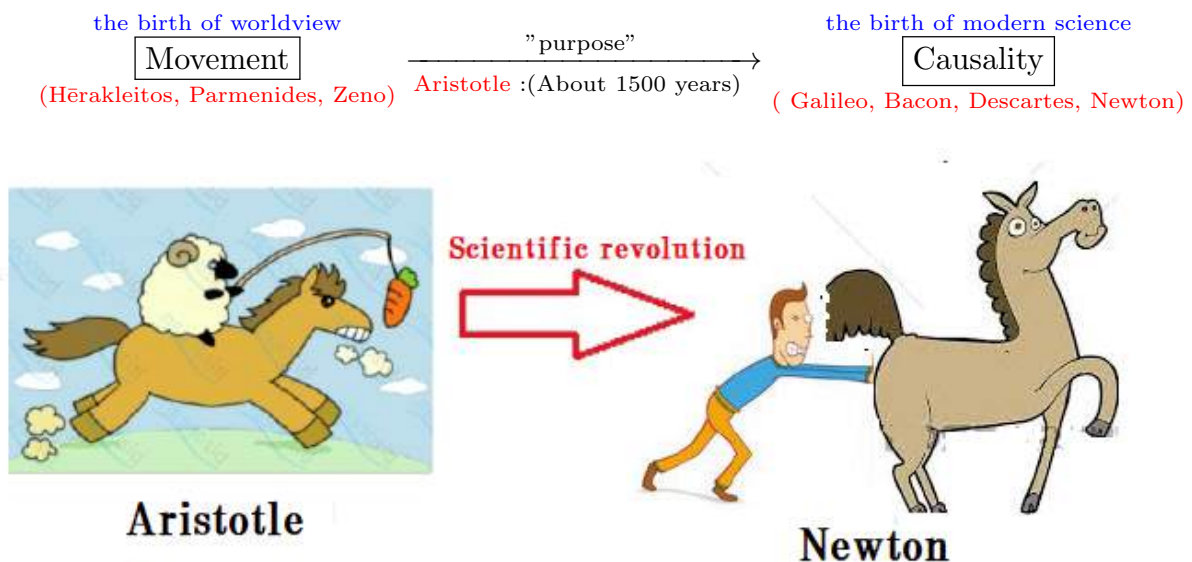 the birth of worldview
Movement
(Hērakleitos, Parmenides, Zeno)
”purpose”
Aristotle :(About 1500 years)
the birth of modern science
Causality
( Galileo, Bacon, Descartes, Newton)
Scientific revolution
Aristotle
Newton